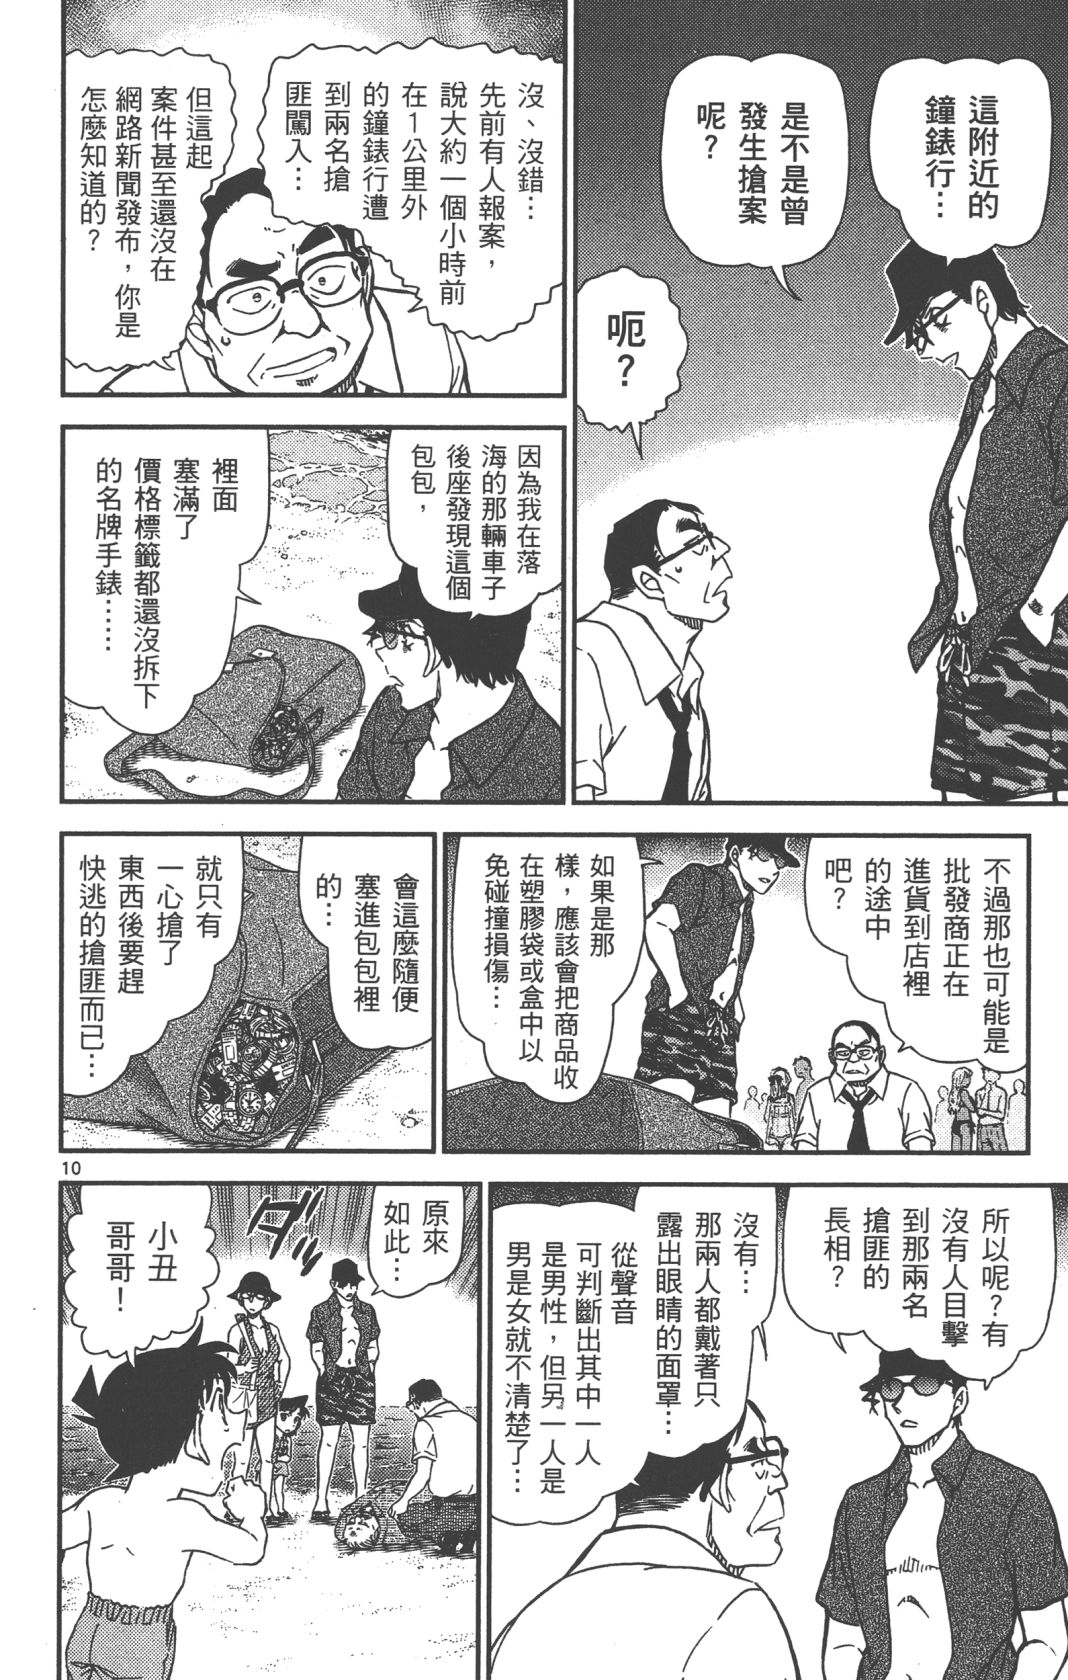 這附近的
鐘錶行…
是不是曾
發生搶案
呢？
呃？
沒、沒錯…
先前有人報案，
說大約一個小時前
在1公里外
的鐘錶行遭
到兩名搶
匪闖入…
但這起
案件甚至還沒在
網路新聞發布，你是
怎麼知道的？
因為我在落
海的那輛車子
後座發現這個
包包，
裡面
塞滿了
價格標籤都還沒拆下
的名牌手錶……
不過那也可能是
批發商正在
進貨到店裡
的途中
吧？
如果是那
樣，應該會把商品收
在塑膠袋或盒中以
免碰撞損傷…
會這麼隨便
塞進包包裡
的…
就只有
一心搶了
東西後要趕
快逃的搶匪而已…
10
所以呢？有
沒有人目擊
到那兩名
搶匪的
長相？
沒有…
那兩人都戴著只
露出眼睛的面罩…
從聲音
可判斷出其中一人
是男性，但另一人是
男是女就不清楚了…
原來
如此…
ダッ
小丑
哥哥！